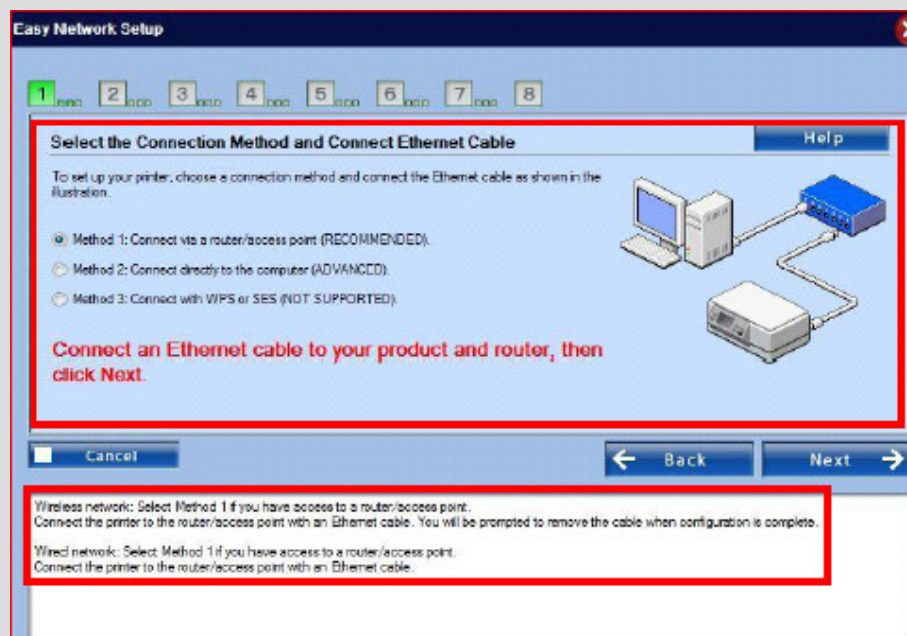 Easy Network Setup
1 2 3 4 5 6 7 8
Select the Connection Method and Connect Ethernet Cable
Help
To set up your printer, choose a connection method and connect the Ethernet cable as shown in the
illustration.
Method 1: Connect via a router/access point (RECOMMENDED).
Method 2: Connect directly to the computer (ADVANCED).
Method 3: Connect with WPS or SES (NOT SUPPORTED).
Connect an Ethernet cable to your product and router, then
click Next.
Cancel
Back
Next
Wireless network: Select Method 1 if you have access to a router/access point.
Connect the printer to the router/access point with an Ethernet cable. You will be prompted to remove the cable when configuration is complete.
Wired network: Select Method 1 if you have access to a router/access point.
Connect the printer to the router/access point with an Ethernet cable.